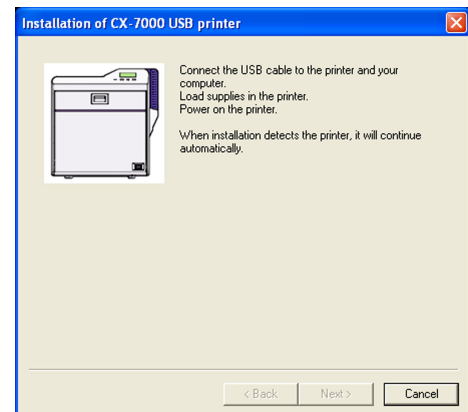 Installation of CX-7000 USB printer
Connect the USB cable to the printer and your
computer.
Load supplies in the printer.
Power on the printer.
When installation detects the printer, it will continue
automatically.
< Back
Next >
Cancel